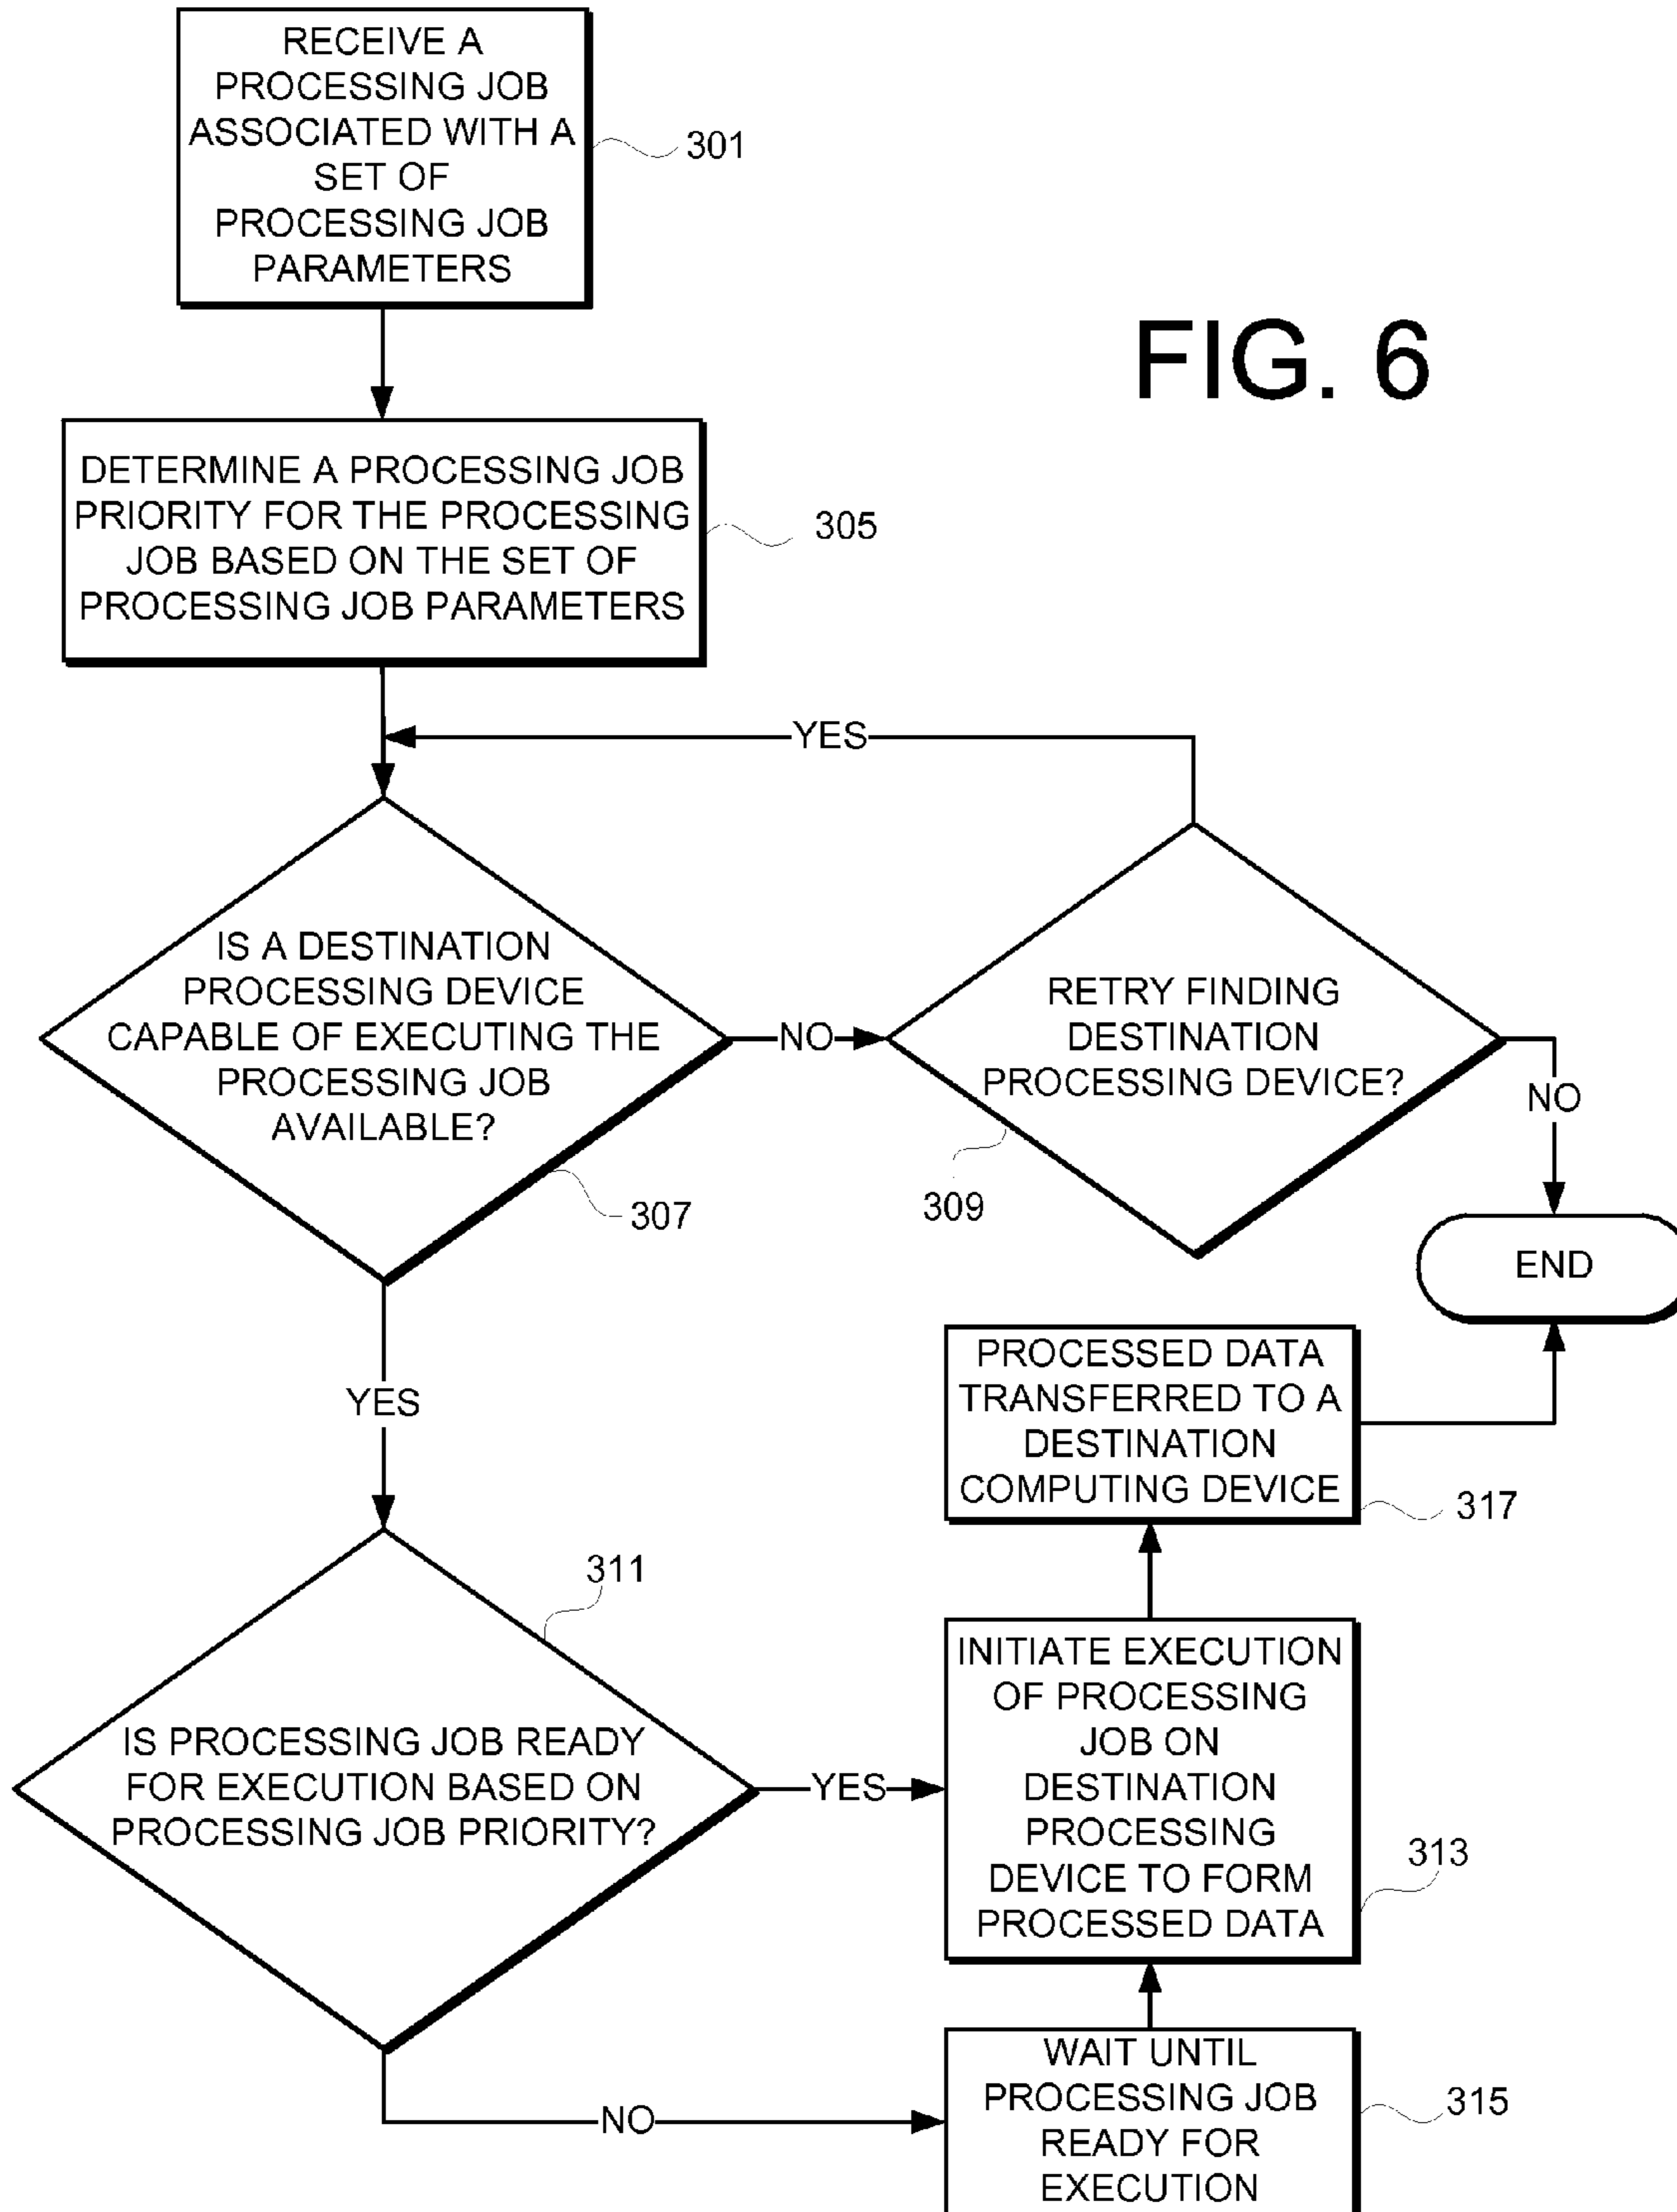 RECEIVE A
PROCESSING JOB
ASSOCIATED WITH A
SET OF
PROCESSING JOB
PARAMETERS
301
FIG. 6
DETERMINE A PROCESSING JOB
PRIORITY FOR THE PROCESSING
JOB BASED ON THE SET OF
PROCESSING JOB PARAMETERS
305
YES
IS A DESTINATION
PROCESSING DEVICE
CAPABLE OF EXECUTING THE
PROCESSING JOB
AVAILABLE?
307
NO
RETRY FINDING
DESTINATION
PROCESSING DEVICE?
309
NO
END
YES
PROCESSED DATA
TRANSFERRED TO A
DESTINATION
COMPUTING DEVICE
317
311
IS PROCESSING JOB READY
FOR EXECUTION BASED ON
PROCESSING JOB PRIORITY?
YES
INITIATE EXECUTION
OF PROCESSING
JOB ON
DESTINATION
PROCESSING
DEVICE TO FORM
PROCESSED DATA
313
NO
WAIT UNTIL
PROCESSING JOB
READY FOR
EXECUTION
315